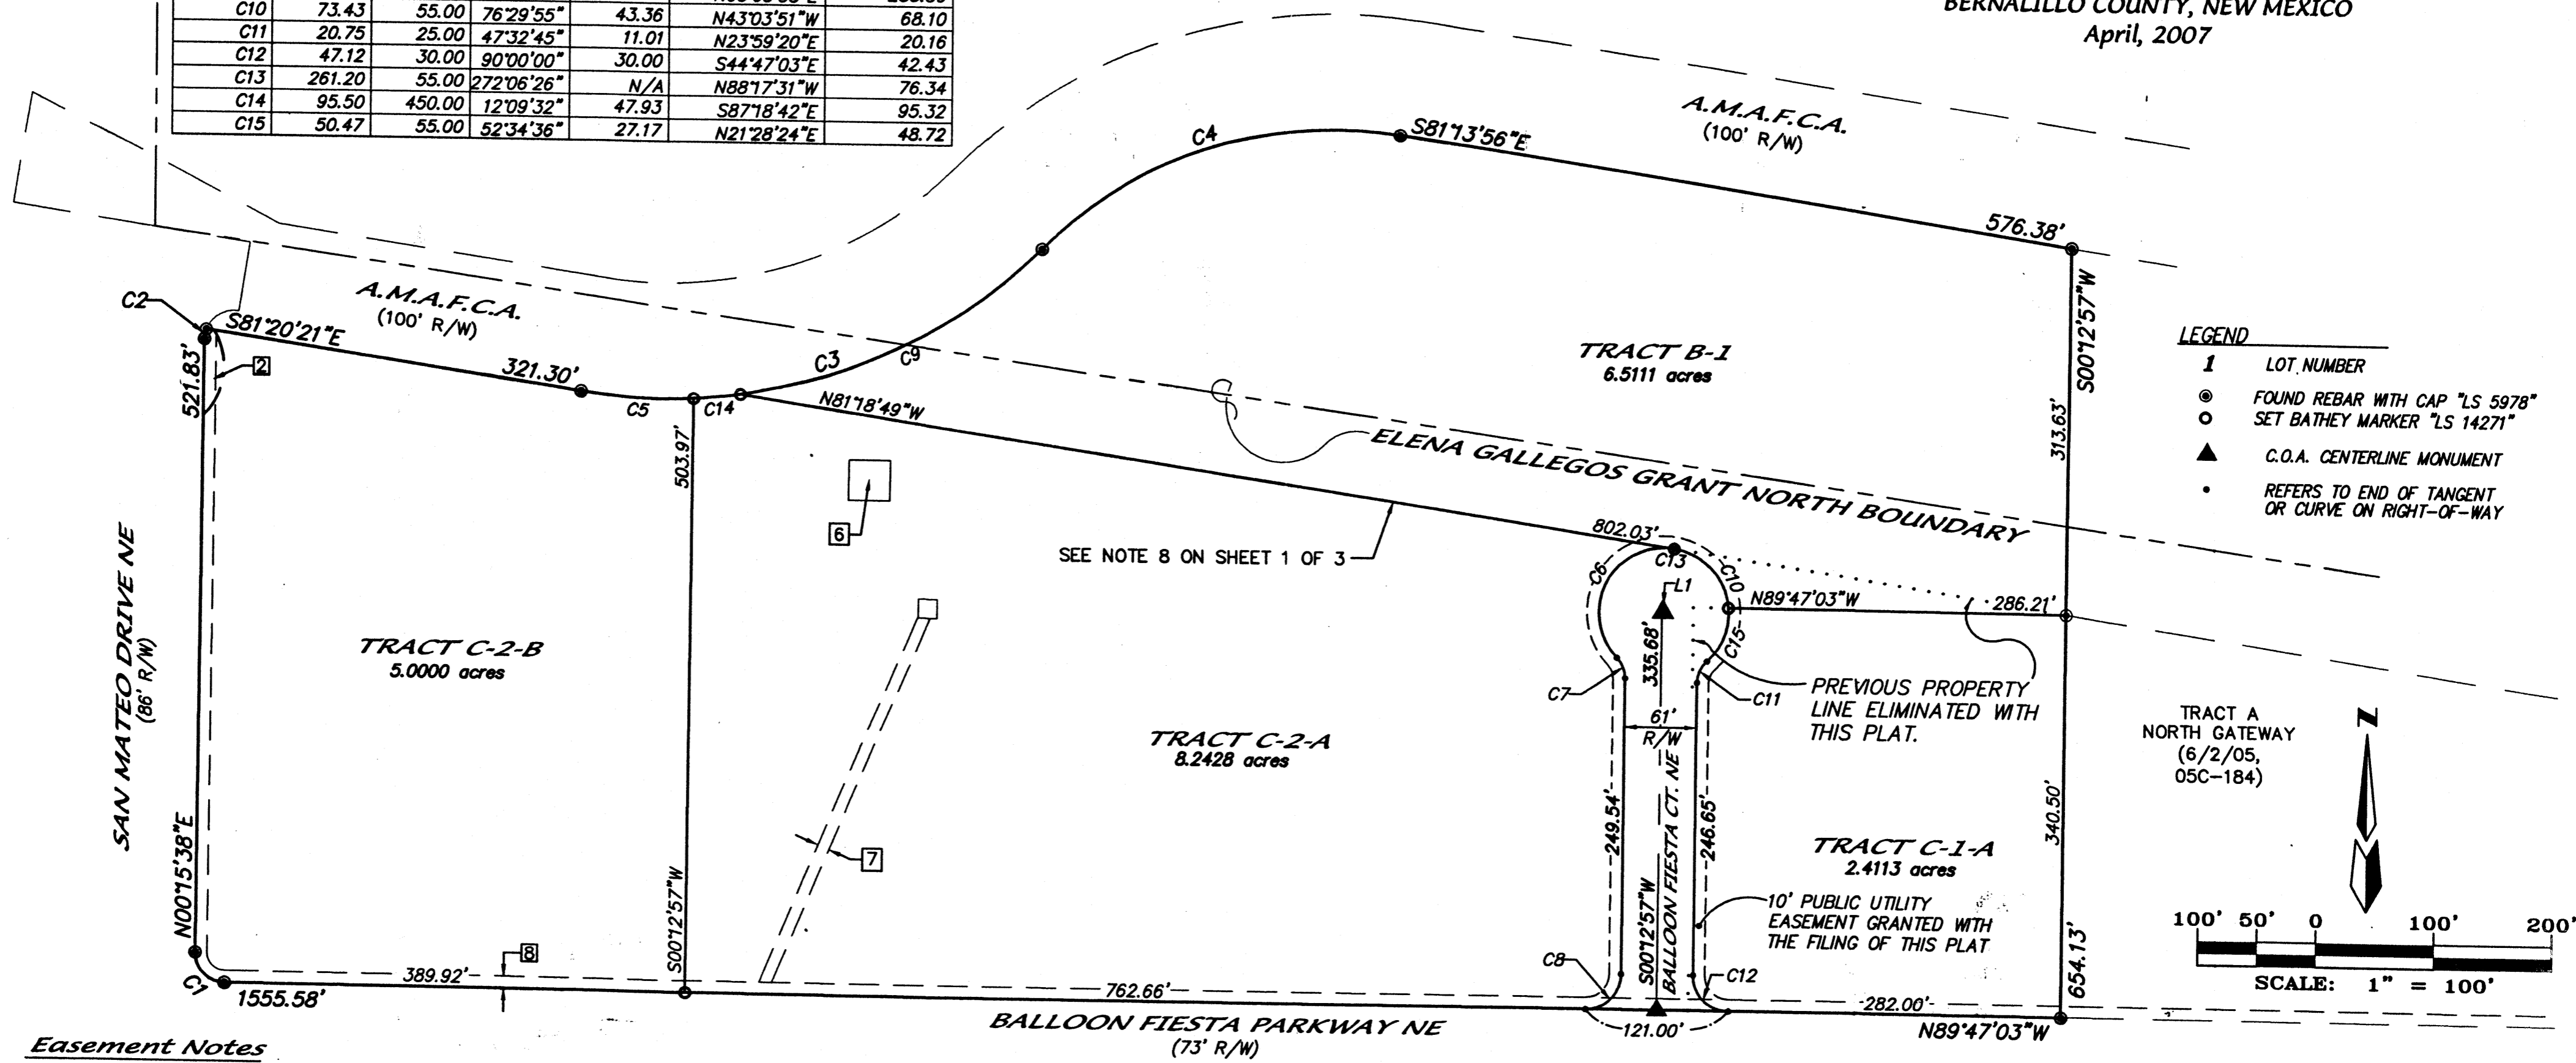 BERNALILLO COUNTY, NEW MEXICO
April, 2007
C10 73.43 55.00 76°29'55" 43.36 N43°03'51"W 68.10
C11 20.75 25.00 47°32'45" 11.01 N23°59'20"E 20.16
C12 47.12 30.00 90°00'00" 30.00 S44°47'03"E 42.43
C13 261.20 55.00 272°06'26" N/A N88°17'31"W 76.34
C14 95.50 450.00 12°09'32" 47.93 S87°18'42"E 95.32
C15 50.47 55.00 52°34'36" 27.17 N21°28'24"E 48.72
A.M.A.F.C.A.
(100' R/W)
C4
S81°13'56"E
576.38'
C2
S81°20'21"E
A.M.A.F.C.A.
(100' R/W)
321.30'
C5
C14
C3
C9
2
521.83'
N81°18'49"W
503.97'
TRACT B-1
6.5111 acres
S00°12'57"W
313.63'
ELENA GALLEGOS GRANT NORTH BOUNDARY
LEGEND
1 LOT NUMBER
FOUND REBAR WITH CAP "LS 5978"
SET BATHEY MARKER "LS 14271"
C.O.A. CENTERLINE MONUMENT
REFERS TO END OF TANGENT
OR CURVE ON RIGHT-OF-WAY
6
SEE NOTE 8 ON SHEET 1 OF 3
802.03'
C13
C6
C10
L1
N89°47'03"W
286.21'
C15
335.68'
C7
C11
61'
R/W
PREVIOUS PROPERTY
LINE ELIMINATED WITH
THIS PLAT.
SAN MATEO DRIVE NE
(86' R/W)
TRACT C-2-B
5.0000 acres
TRACT C-2-A
8.2428 acres
TRACT A
NORTH GATEWAY
(6/2/05,
05C-184)
N
7
249.54'
S00°12'57"W
BALLOON FIESTA CT. NE
246.65'
TRACT C-1-A
2.4113 acres
340.50'
10' PUBLIC UTILITY
EASEMENT GRANTED WITH
THE FILING OF THIS PLAT
N00°15'38"E
S00°12'57"W
C1
1555.58'
389.92'
8
762.66'
C8
C12
121.00'
282.00'
N89°47'03"W
654.13'
BALLOON FIESTA PARKWAY NE
(73' R/W)
100' 50' 0 100' 200'
SCALE: 1" = 100'
Easement Notes